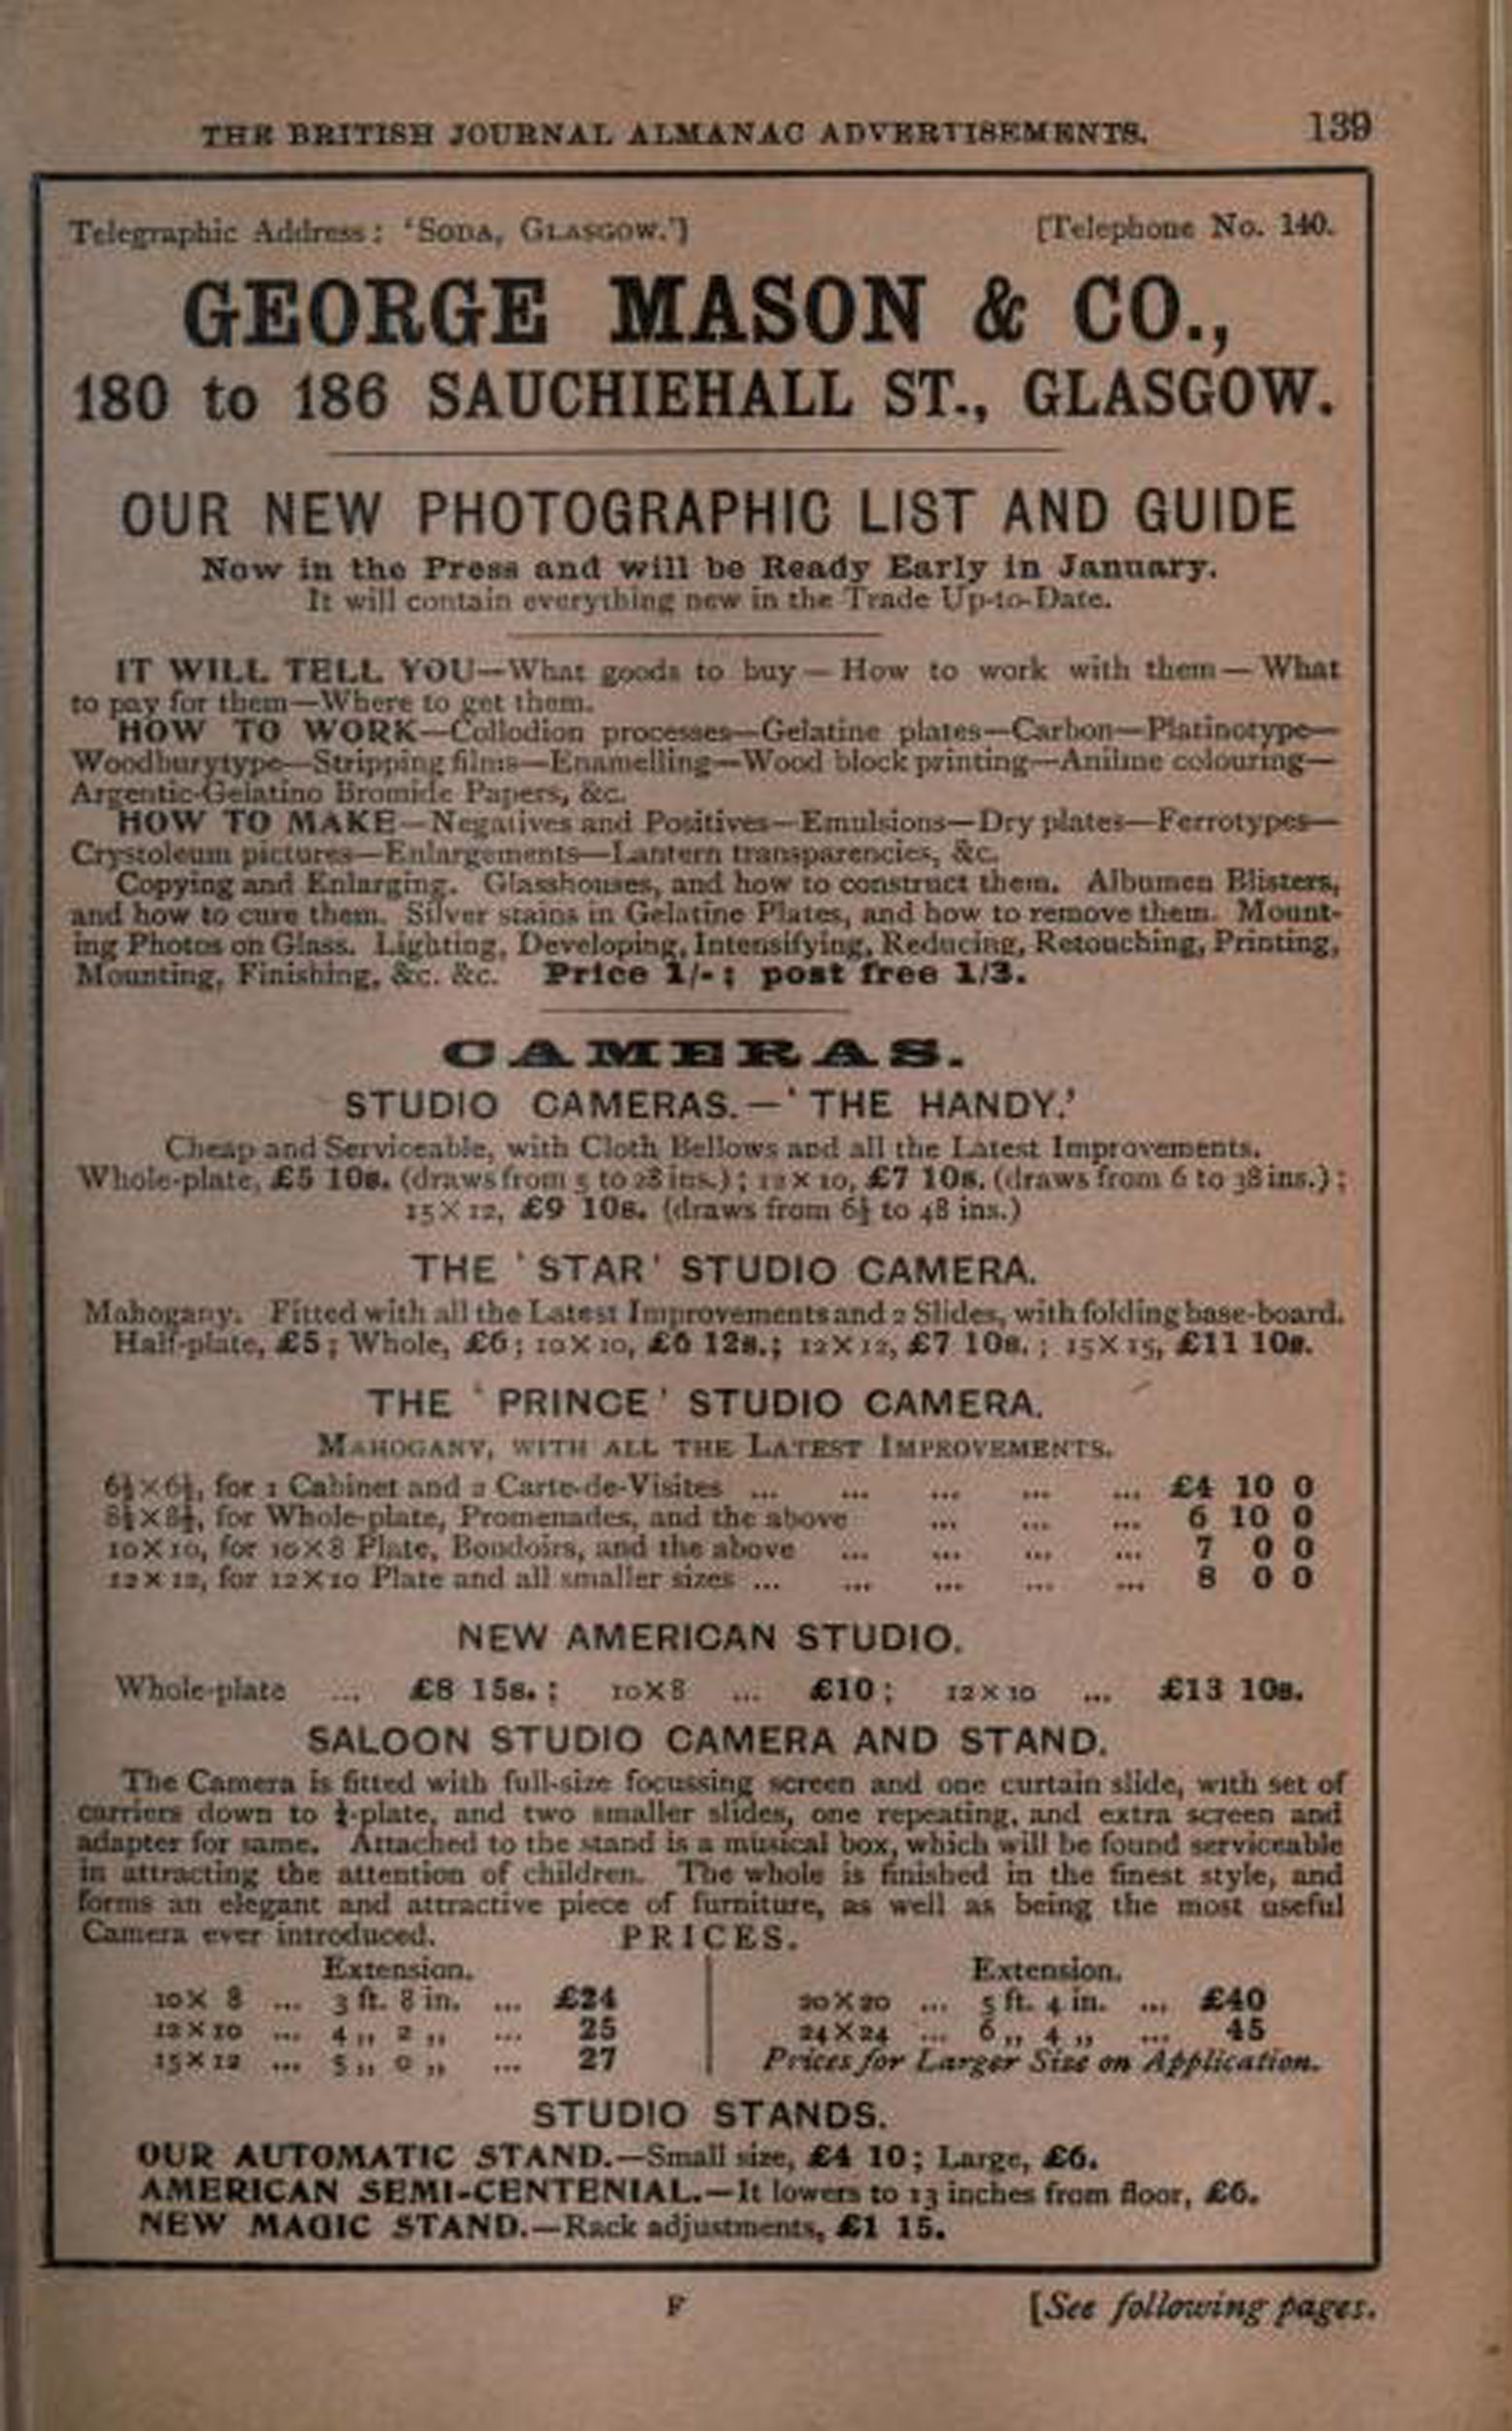 THE BRITISH JOURNAL ALMANAC ADVERTISEMENTS. 139
Telegraphic Address: 'SODA, GLASGOW.'] [Telephone No. 140.
GEORGE MASON & CO.,
180 to 186 SAUCHIEHALL ST., GLASGOW.
OUR NEW PHOTOGRAPHIC LIST AND GUIDE
Now in the Press and will be Ready Early in January.
It will contain everything new in the Trade Up-to-Date.
IT WILL TELL YOU—What goods to buy—How to work with them—What
to pay for them—Where to get them.
HOW TO WORK—Collodion processes—Gelatine plates—Carbon—Platinotype—
Woodburytype—Stripping films—Enamelling—Wood block printing—Aniline colouring—
Argentic-Gelatino Bromide Papers, &c.
HOW TO MAKE—Negatives and Positives—Emulsions—Dry plates—Ferrotypes—
Crystoleum pictures—Enlargements—Lantern transparencies, &c.
Copying and Enlarging. Glasshouses, and how to construct them. Albumen Blisters,
and how to cure them. Silver stains in Gelatine Plates, and how to remove them. Mount-
ing Photos on Glass. Lighting, Developing, Intensifying, Reducing, Retouching, Printing,
Mounting, Finishing, &c. &c. Price 1/-; post free 1/3.
CAMERAS.
STUDIO CAMERAS.—'THE HANDY.'
Cheap and Serviceable, with Cloth Bellows and all the Latest Improvements.
Whole-plate, £5 10s. (draws from 5 to 28 ins.); 12×10, £7 10s. (draws from 6 to 38 ins.);
15×12, £9 10s. (draws from 6½ to 48 ins.)
THE 'STAR' STUDIO CAMERA.
Mahogany. Fitted with all the Latest Improvements and 2 Slides, with folding base-board.
Half-plate, £5; Whole, £6; 10×10, £6 12s.; 12×12, £7 10s.; 15×15, £11 10s.
THE 'PRINCE' STUDIO CAMERA.
MAHOGANY, WITH ALL THE LATEST IMPROVEMENTS.
6½×6½, for 1 Cabinet and 2 Carte-de-Visites ... ... ... ... ... £4 10 0
8½×8½, for Whole-plate, Promenades, and the above ... ... ... 6 10 0
10×10, for 10×8 Plate, Boudoirs, and the above ... ... ... ... 7 0 0
12×12, for 12×10 Plate and all smaller sizes ... ... ... ... ... 8 0 0
NEW AMERICAN STUDIO.
Whole-plate ... £8 15s.; 10×8 ... £10; 12×10 ... £13 10s.
SALOON STUDIO CAMERA AND STAND.
The Camera is fitted with full-size focussing screen and one curtain slide, with set of
carriers down to ¼-plate, and two smaller slides, one repeating, and extra screen and
adapter for same. Attached to the stand is a musical box, which will be found serviceable
in attracting the attention of children. The whole is finished in the finest style, and
forms an elegant and attractive piece of furniture, as well as being the most useful
Camera ever introduced. PRICES.
Extension. Extension.
10× 8 ... 3 ft. 8 in. ... £24 20×20 ... 5 ft. 4 in. ... £40
12×10 ... 4 ,, 2 ,, ... 25 24×24 ... 6 ,, 4 ,, ... 45
15×12 ... 5 ,, 0 ,, ... 27 Prices for Larger Size on Application.
STUDIO STANDS.
OUR AUTOMATIC STAND.—Small size, £4 10; Large, £6.
AMERICAN SEMI-CENTENIAL.—It lowers to 13 inches from floor, £6.
NEW MAGIC STAND.—Rack adjustments, £1 15.
F [See following pages.